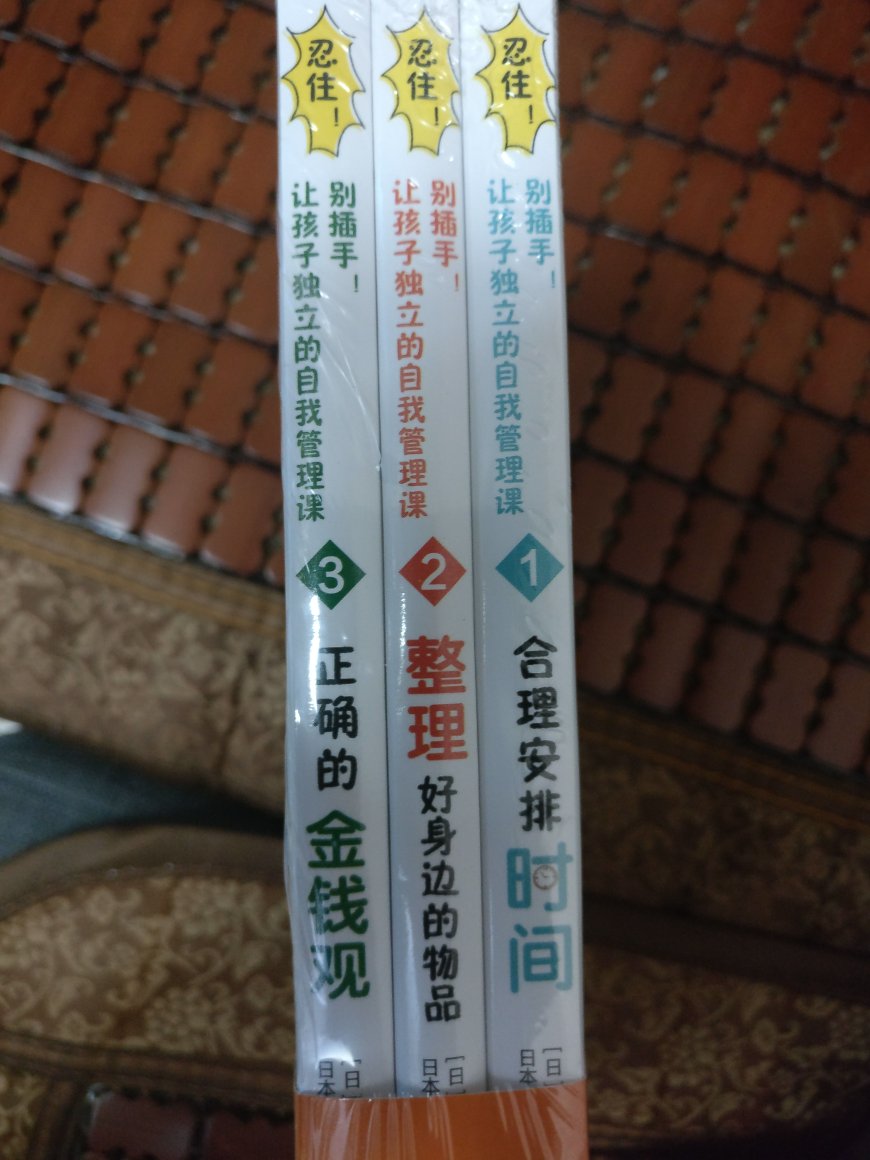 忍住！
别插手！
让孩子独立的自我管理课
3
正确的金钱观
[日]
日本
忍住！
别插手！
让孩子独立的自我管理课
2
整理好身边的物品
[日]
日本
忍住！
别插手！
让孩子独立的自我管理课
1
合理安排时间
[日]
日本